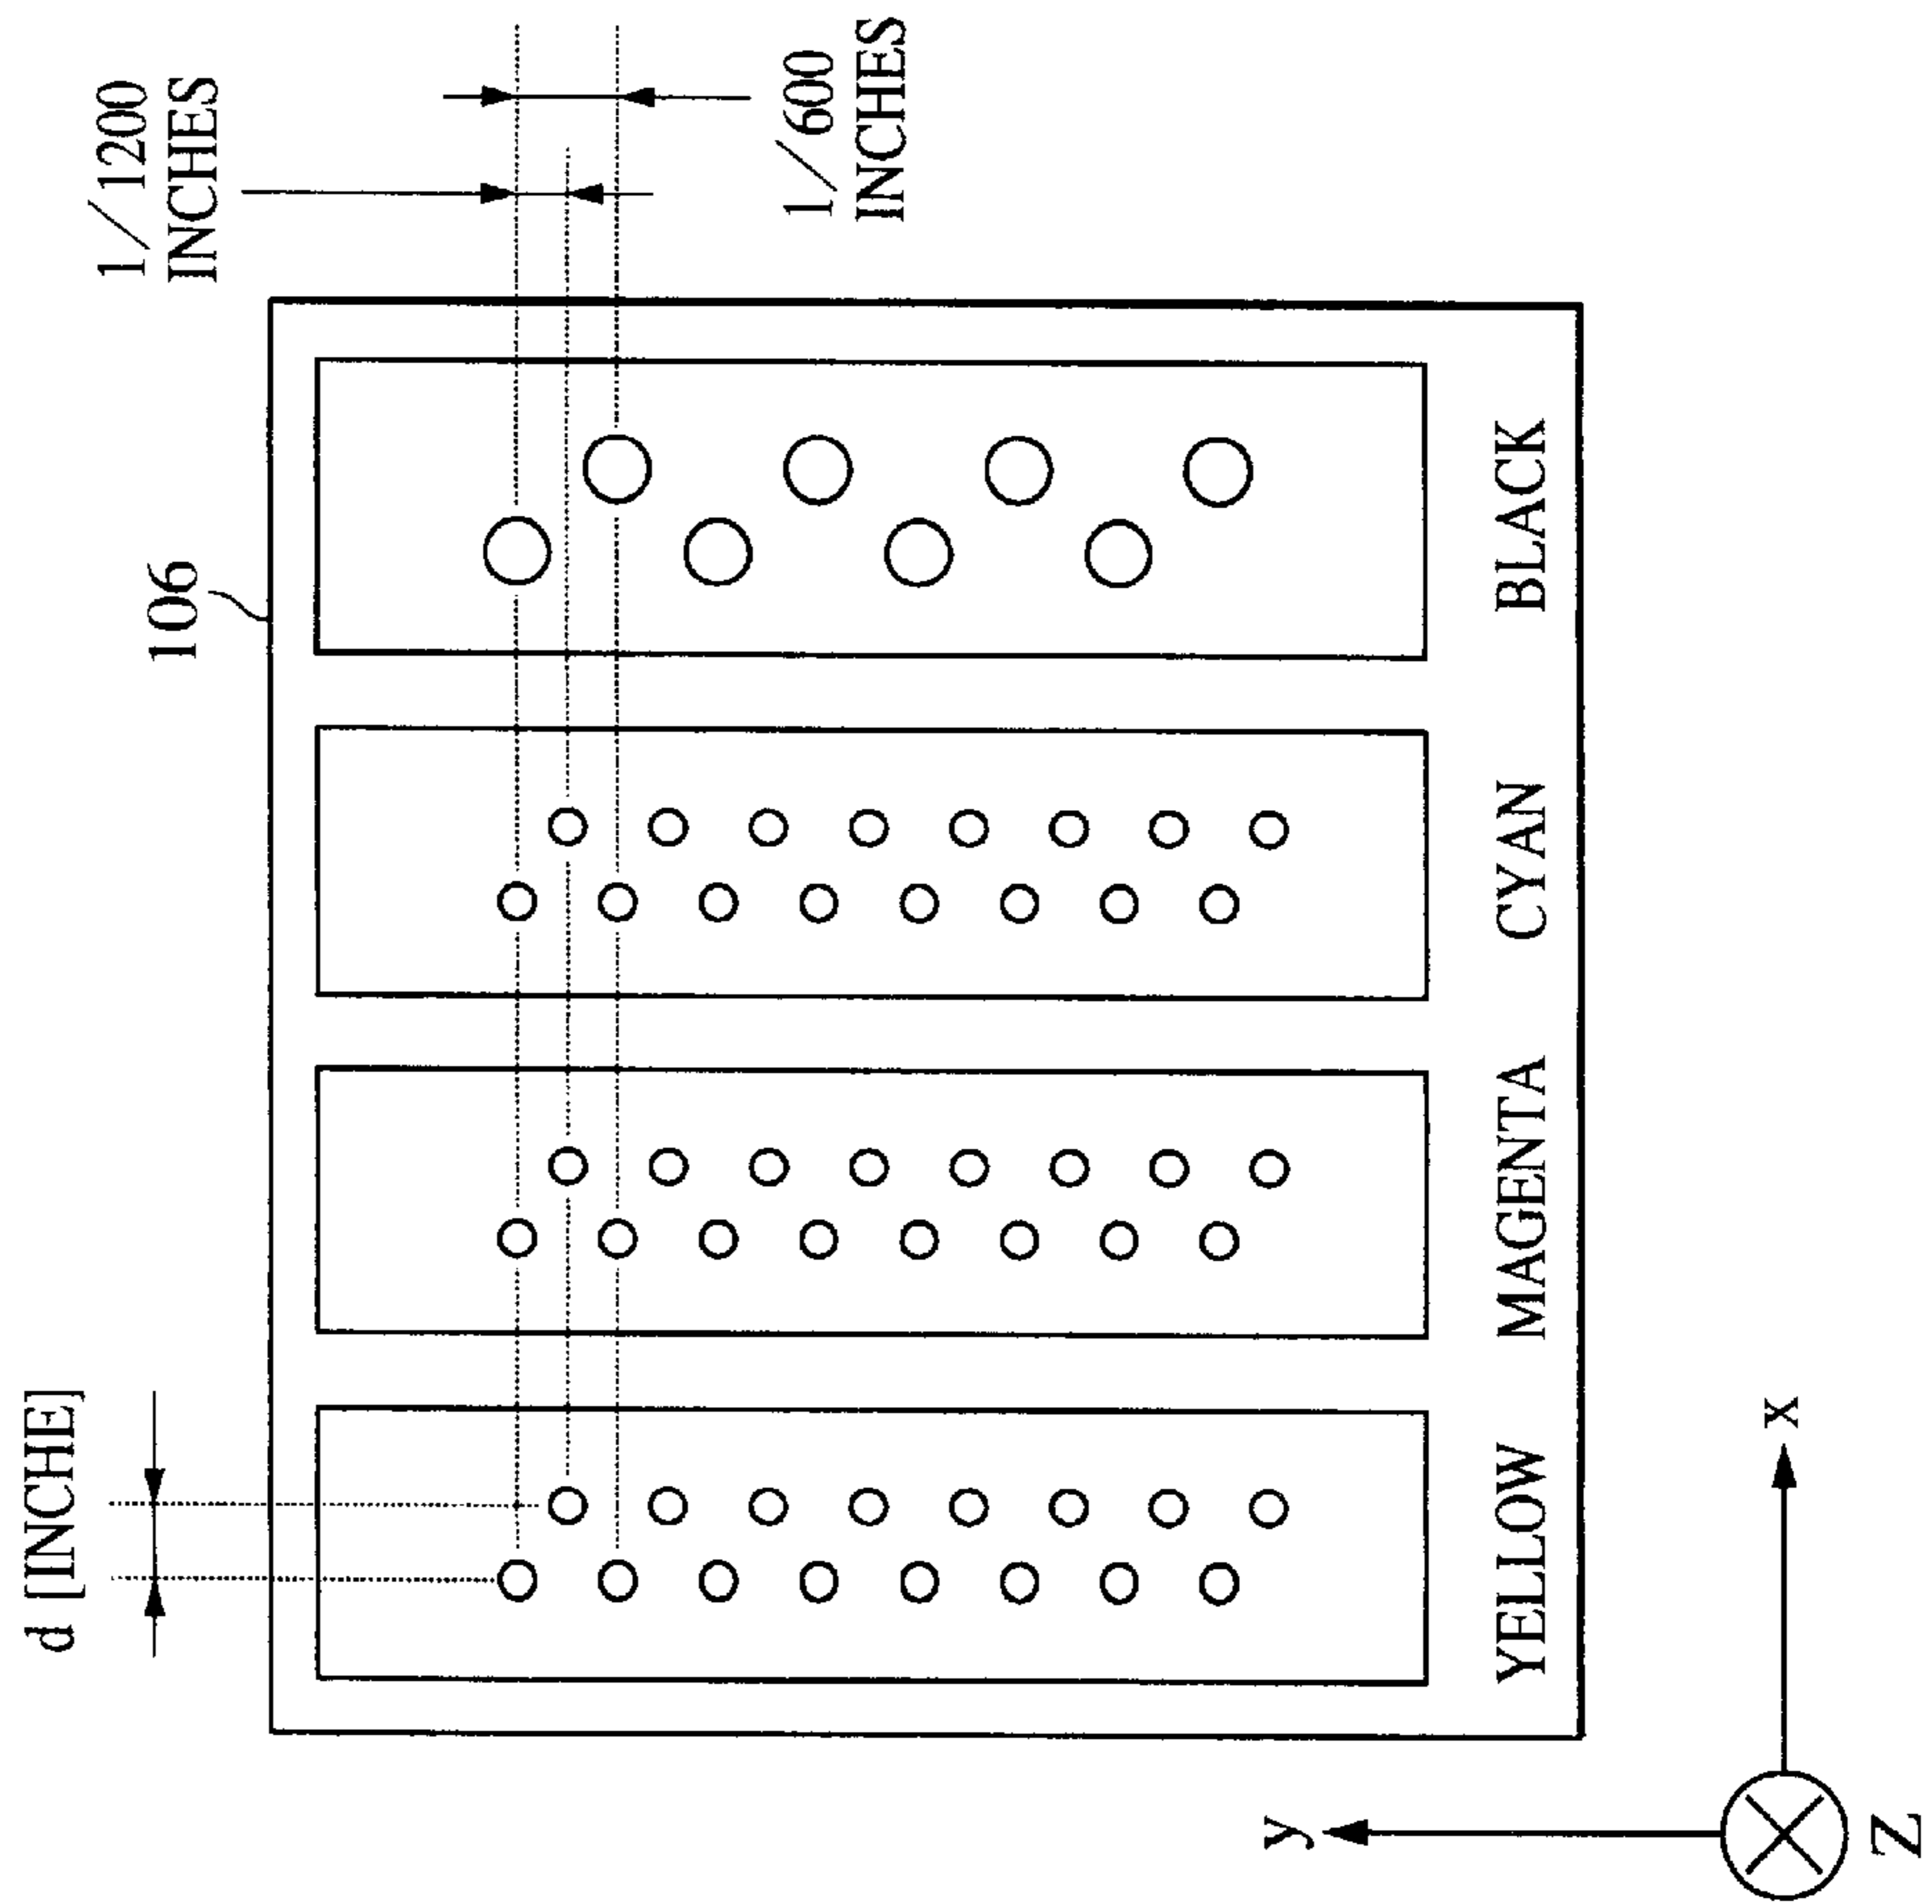 1/1200
INCHES
1/600
INCHES
106
d [INCHE]
YELLOW
MAGENTA
CYAN
BLACK
y
x
Z